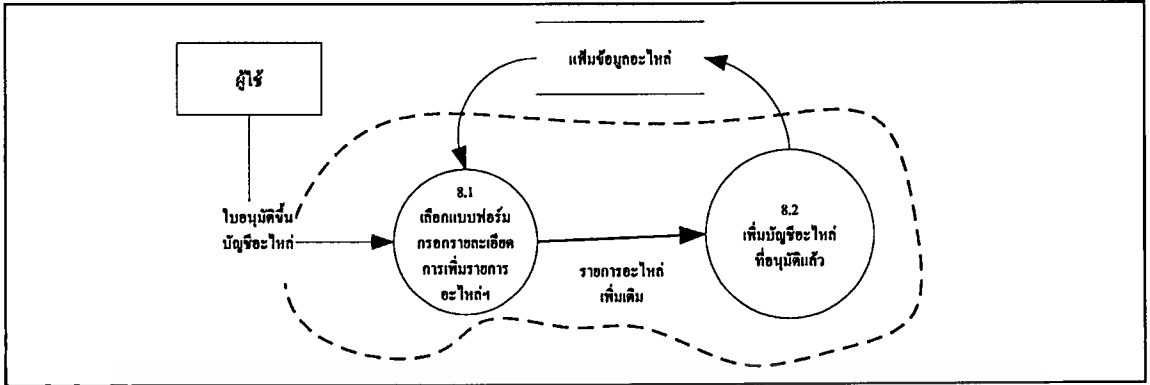 แฟ้มข้อมูลอะไหล่
ผู้ใช้
ใบอนุมัติขึ้น
บัญชีอะไหล่
8.1
เลือกแบบฟอร์ม
กรอกรายละเอียด
การเพิ่มรายการ
อะไหล่ฯ
รายการอะไหล่
เพิ่มเติม
8.2
เพิ่มบัญชีอะไหล่
ที่อนุมัติแล้ว